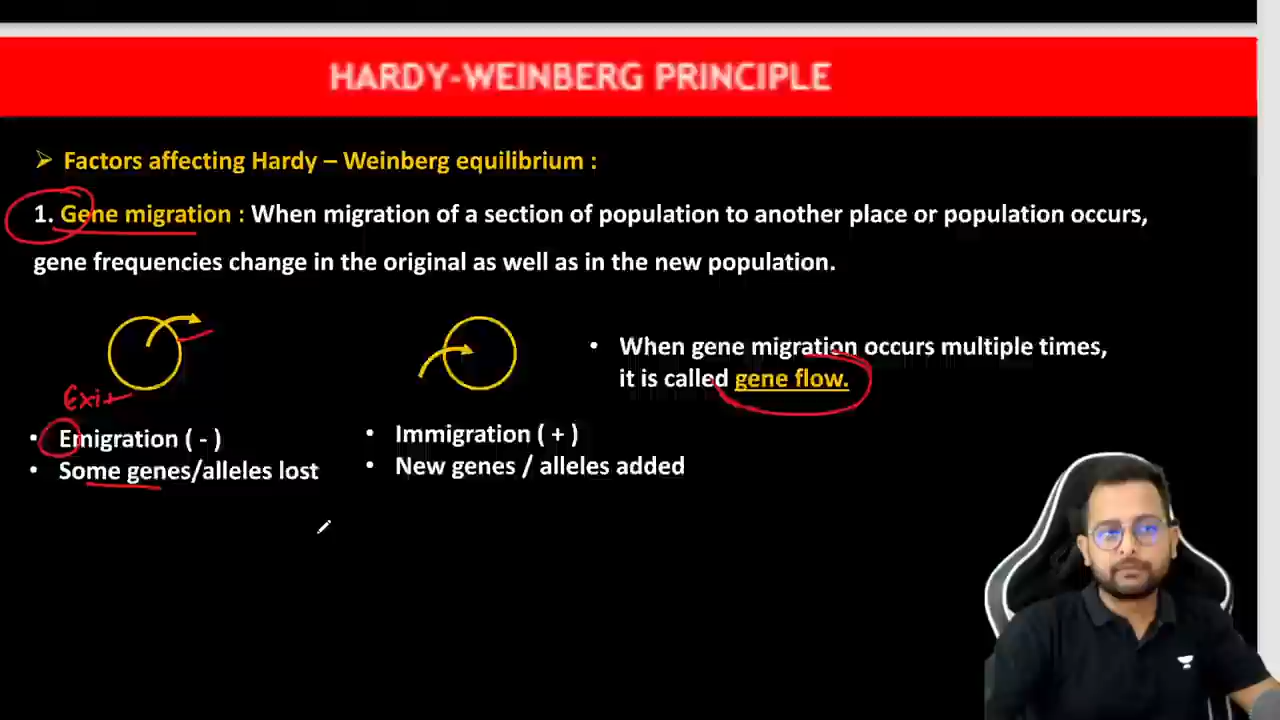 HARDY-WEINBERG PRINCIPLE
➢ Factors affecting Hardy – Weinberg equilibrium :
1. Gene migration : When migration of a section of population to another place or population occurs,
gene frequencies change in the original as well as in the new population.
• When gene migration occurs multiple times,
it is called gene flow.
Exit
• Emigration ( - )
• Some genes/alleles lost
• Immigration ( + )
• New genes / alleles added